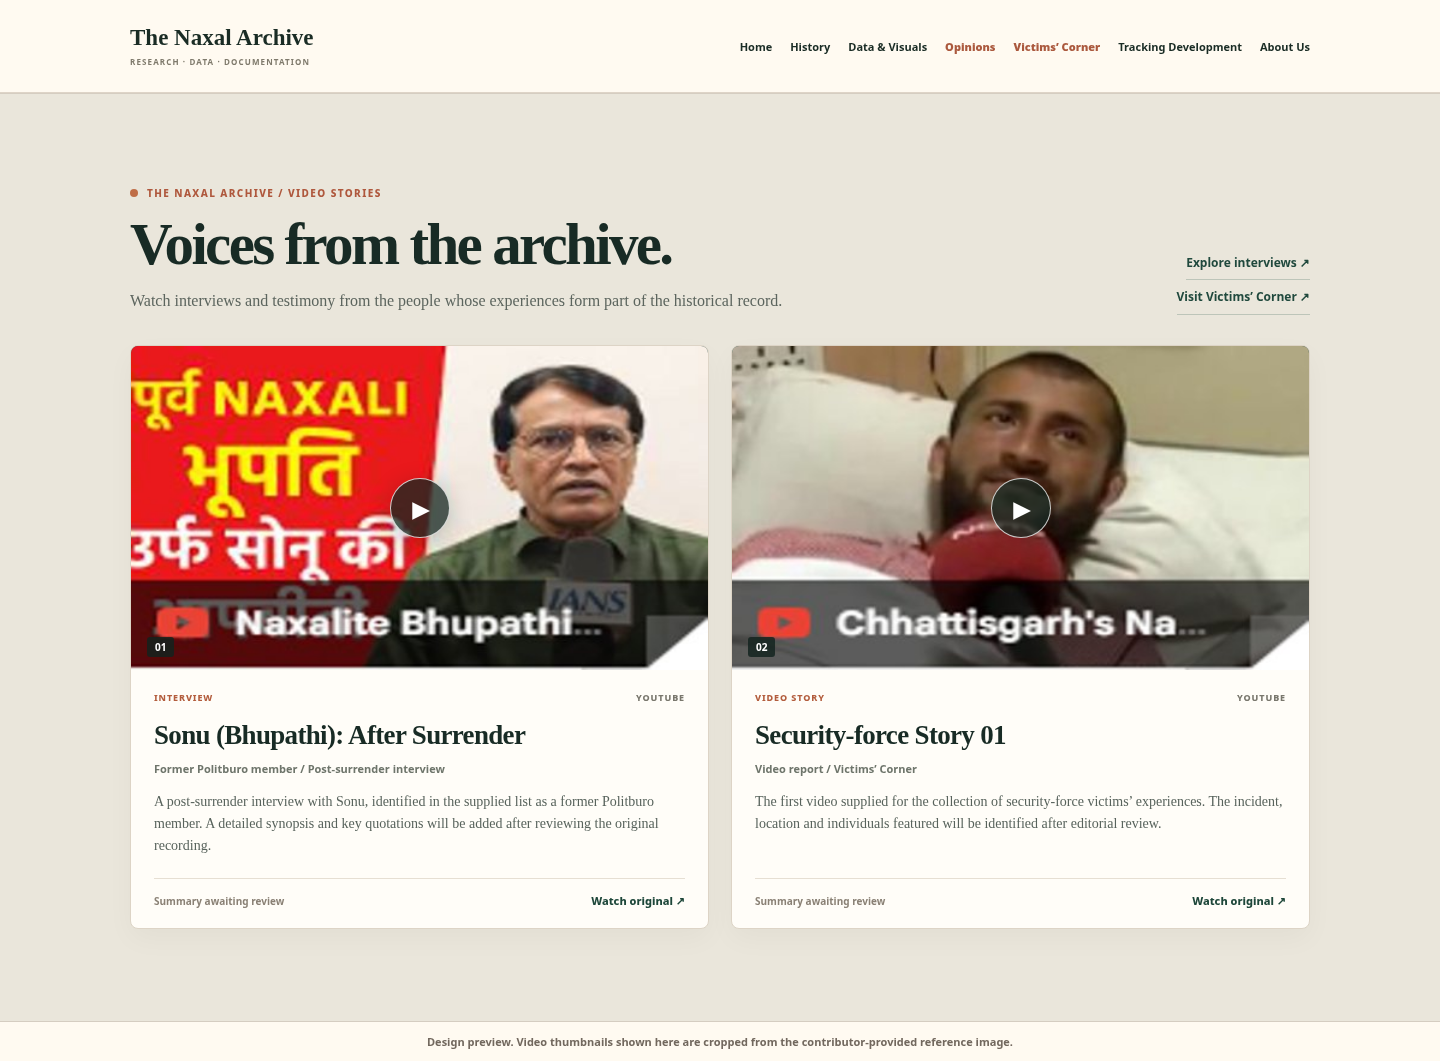 The Naxal Archive
RESEARCH · DATA · DOCUMENTATION
Home History Data & Visuals Opinions Victims’ Corner Tracking Development About Us
THE NAXAL ARCHIVE / VIDEO STORIES
Voices from the archive.
Watch interviews and testimony from the people whose experiences form part of the historical record.
Explore interviews ↗
Visit Victims’ Corner ↗
पूर्व NAXALI
भूपति
उर्फ सोनू की
IANS
Naxalite Bhupathi...
01
INTERVIEW YOUTUBE
Sonu (Bhupathi): After Surrender
Former Politburo member / Post-surrender interview
A post-surrender interview with Sonu, identified in the supplied list as a former Politburo
member. A detailed synopsis and key quotations will be added after reviewing the original
recording.
Summary awaiting review Watch original ↗
Chhattisgarh's Na...
02
VIDEO STORY YOUTUBE
Security-force Story 01
Video report / Victims’ Corner
The first video supplied for the collection of security-force victims’ experiences. The incident,
location and individuals featured will be identified after editorial review.
Summary awaiting review Watch original ↗
Design preview. Video thumbnails shown here are cropped from the contributor-provided reference image.